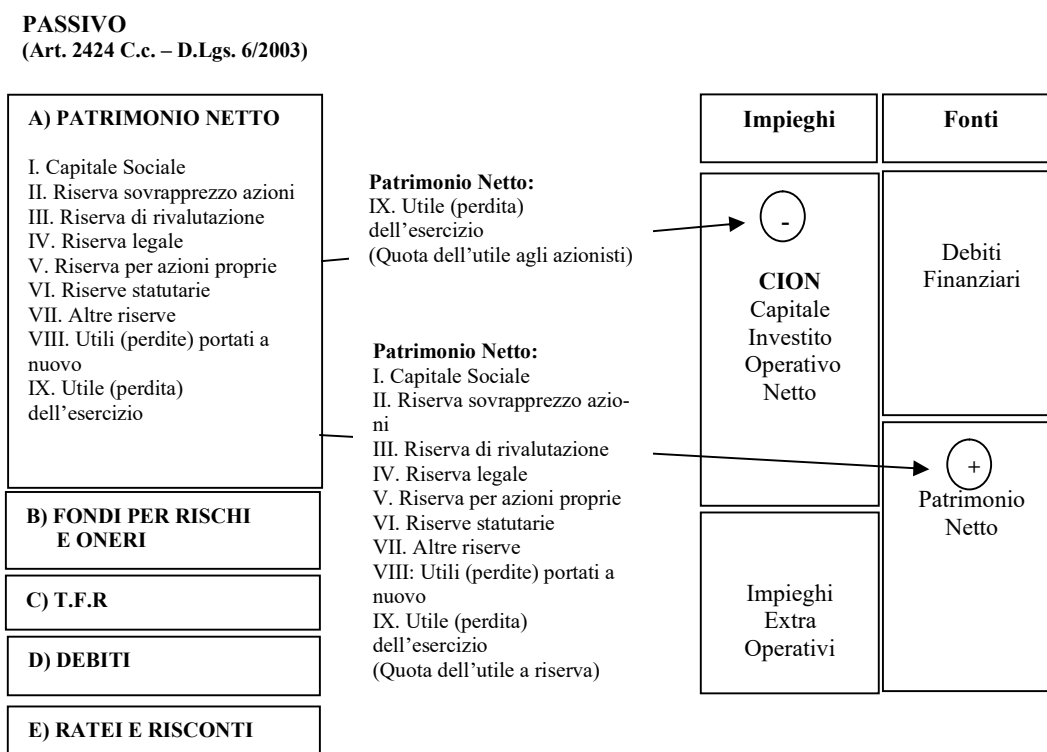 PASSIVO
(Art. 2424 C.c. – D.Lgs. 6/2003)
A) PATRIMONIO NETTO
I. Capitale Sociale
II. Riserva sovrapprezzo azioni
III. Riserva di rivalutazione
IV. Riserva legale
V. Riserva per azioni proprie
VI. Riserve statutarie
VII. Altre riserve
VIII. Utili (perdite) portati a
nuovo
IX. Utile (perdita)
dell’esercizio
B) FONDI PER RISCHI
E ONERI
C) T.F.R
D) DEBITI
E) RATEI E RISCONTI
Patrimonio Netto:
IX. Utile (perdita)
dell’esercizio
(Quota dell’utile agli azionisti)
Patrimonio Netto:
I. Capitale Sociale
II. Riserva sovrapprezzo azio-
ni
III. Riserva di rivalutazione
IV. Riserva legale
V. Riserva per azioni proprie
VI. Riserve statutarie
VII. Altre riserve
VIII: Utili (perdite) portati a
nuovo
IX. Utile (perdita)
dell’esercizio
(Quota dell’utile a riserva)
Impieghi
-
CION
Capitale
Investito
Operativo
Netto
Impieghi
Extra
Operativi
Fonti
Debiti
Finanziari
+
Patrimonio
Netto